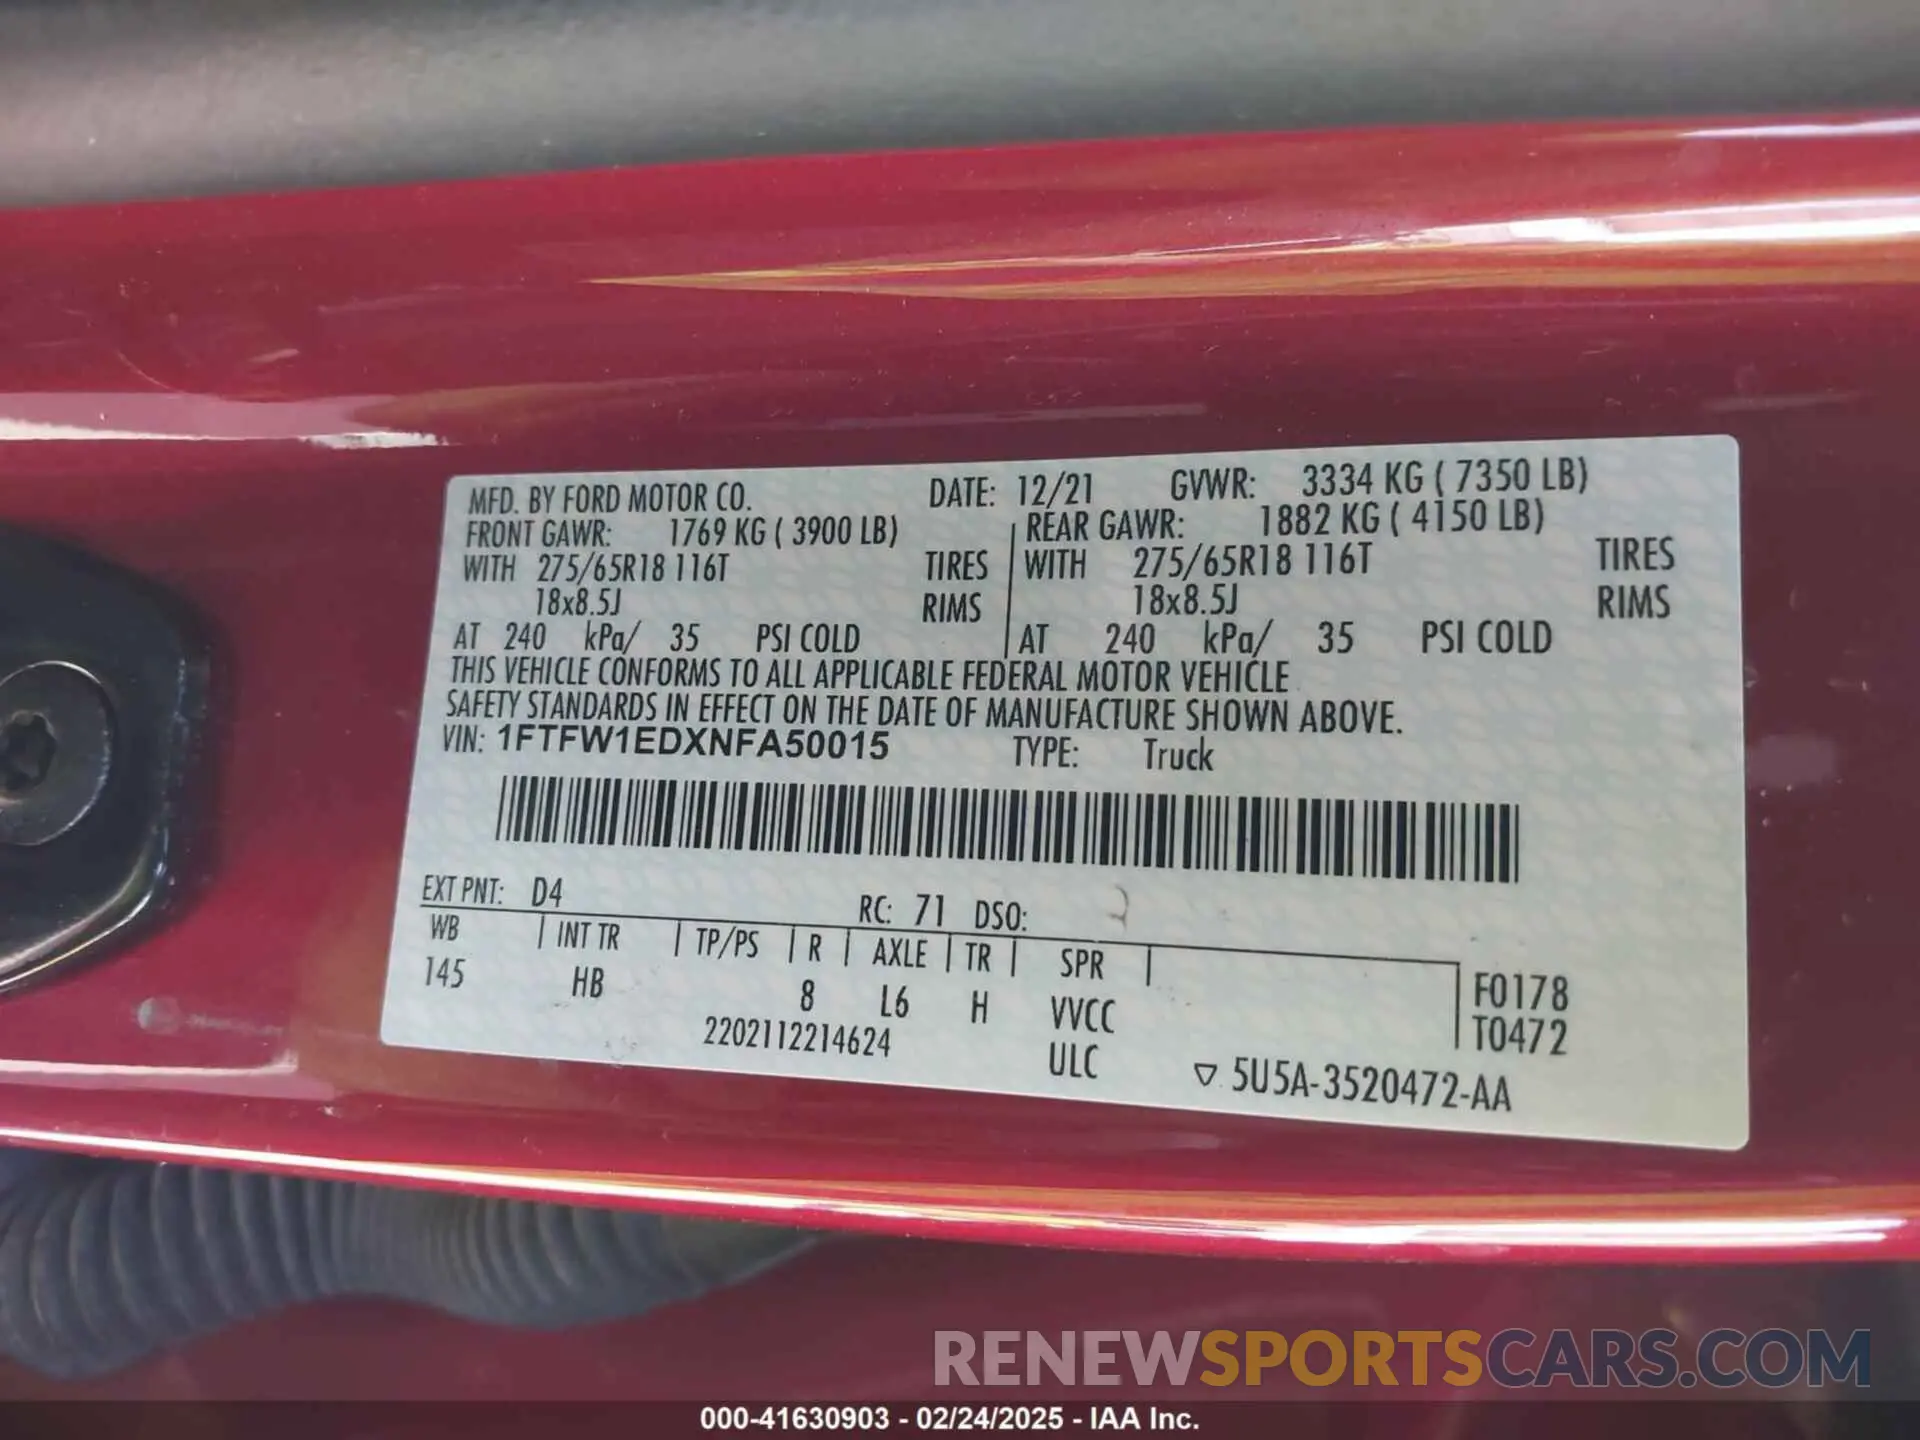 MFD. BY FORD MOTOR CO. DATE: 12/21 GVWR: 3334 KG ( 7350 LB)
FRONT GAWR: 1769 KG ( 3900 LB) REAR GAWR: 1882 KG ( 4150 LB)
WITH 275/65R18 116T TIRES WITH 275/65R18 116T TIRES
18x8.5J RIMS 18x8.5J RIMS
AT 240 kPa/ 35 PSI COLD AT 240 kPa/ 35 PSI COLD
THIS VEHICLE CONFORMS TO ALL APPLICABLE FEDERAL MOTOR VEHICLE
SAFETY STANDARDS IN EFFECT ON THE DATE OF MANUFACTURE SHOWN ABOVE.
VIN: 1FTFW1EDXNFA50015 TYPE: Truck
EXT PNT: D4 RC: 71 DSO:
WB INT TR TP/PS R AXLE TR SPR
145 HB 8 L6 H VVCC F0178
2202112214624 ULC T0472
▽ 5U5A-3520472-AA
RENEWSPORTSCARS.COM
000-41630903 - 02/24/2025 - IAA Inc.